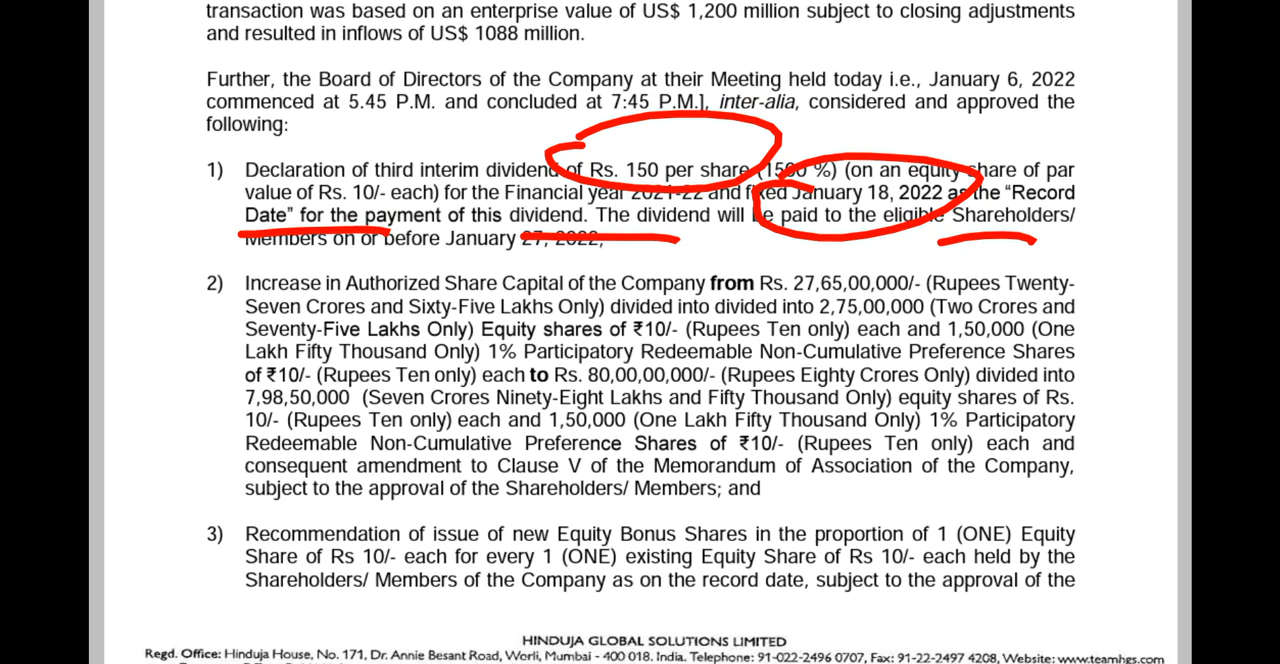 transaction was based on an enterprise value of US$ 1,200 million subject to closing adjustments
and resulted in inflows of US$ 1088 million.
Further, the Board of Directors of the Company at their Meeting held today i.e., January 6, 2022
commenced at 5.45 P.M. and concluded at 7:45 P.M.], inter-alia, considered and approved the
following:
1) Declaration of third interim dividend of Rs. 150 per share (1500 %) (on an equity share of par
value of Rs. 10/- each) for the Financial year 2021-22 and fixed January 18, 2022 as the “Record
Date” for the payment of this dividend. The dividend will be paid to the eligible Shareholders/
Members on or before January 27, 2022;
2) Increase in Authorized Share Capital of the Company from Rs. 27,65,00,000/- (Rupees Twenty-
Seven Crores and Sixty-Five Lakhs Only) divided into divided into 2,75,00,000 (Two Crores and
Seventy-Five Lakhs Only) Equity shares of ₹10/- (Rupees Ten only) each and 1,50,000 (One
Lakh Fifty Thousand Only) 1% Participatory Redeemable Non-Cumulative Preference Shares
of ₹10/- (Rupees Ten only) each to Rs. 80,00,00,000/- (Rupees Eighty Crores Only) divided into
7,98,50,000 (Seven Crores Ninety-Eight Lakhs and Fifty Thousand Only) equity shares of Rs.
10/- (Rupees Ten only) each and 1,50,000 (One Lakh Fifty Thousand Only) 1% Participatory
Redeemable Non-Cumulative Preference Shares of ₹10/- (Rupees Ten only) each and
consequent amendment to Clause V of the Memorandum of Association of the Company,
subject to the approval of the Shareholders/ Members; and
3) Recommendation of issue of new Equity Bonus Shares in the proportion of 1 (ONE) Equity
Share of Rs 10/- each for every 1 (ONE) existing Equity Share of Rs 10/- each held by the
Shareholders/ Members of the Company as on the record date, subject to the approval of the
HINDUJA GLOBAL SOLUTIONS LIMITED
Regd. Office: Hinduja House, No. 171, Dr. Annie Besant Road, Worli, Mumbai - 400 018. India. Telephone: 91-022-2496 0707, Fax: 91-22-2497 4208, Website: www.teamhgs.com